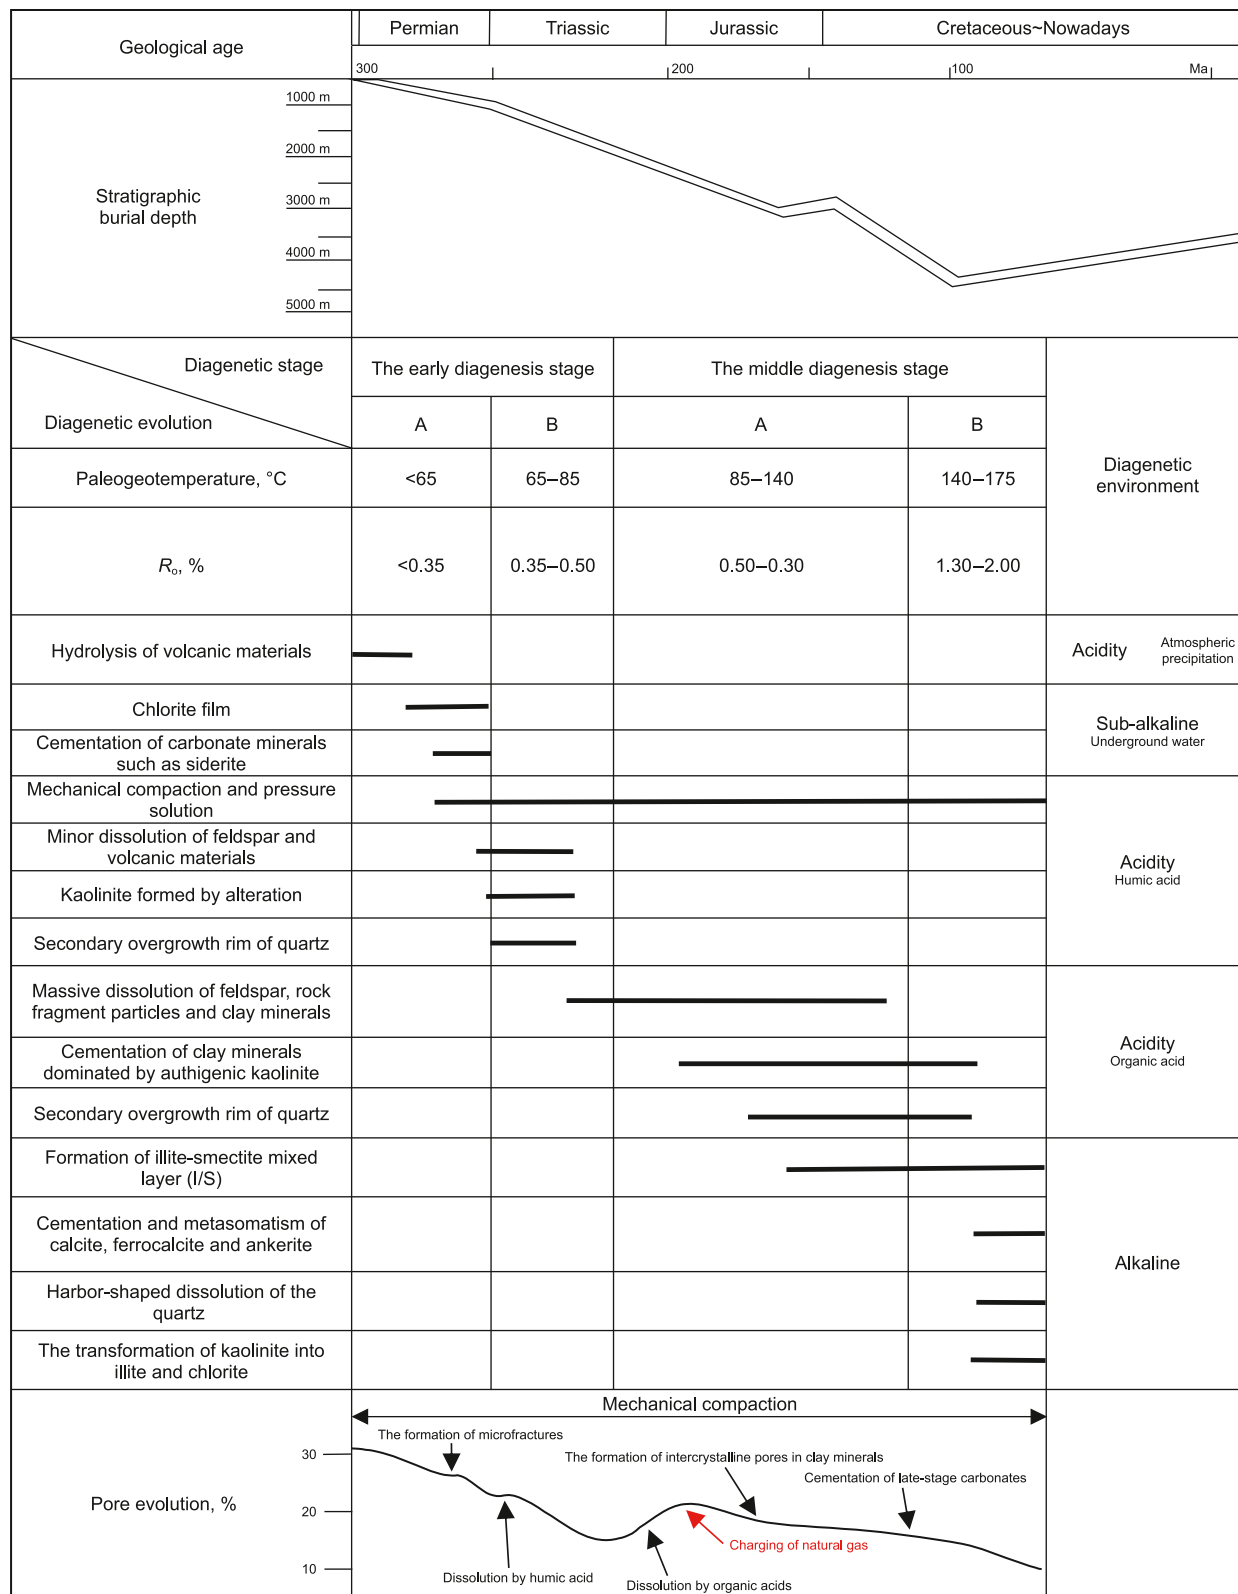 Geological age
Permian
Triassic
Jurassic
Cretaceous~Nowadays
300
200
100
Ma
Stratigraphic
burial depth
1000 m
2000 m
3000 m
4000 m
5000 m
Diagenetic stage
Diagenetic evolution
The early diagenesis stage
The middle diagenesis stage
A
B
A
B
Diagenetic
environment
Paleogeotemperature, °C
<65
65–85
85–140
140–175
Ro, %
<0.35
0.35–0.50
0.50–0.30
1.30–2.00
Hydrolysis of volcanic materials
Acidity
Atmospheric
precipitation
Chlorite film
Cementation of carbonate minerals
such as siderite
Sub-alkaline
Underground water
Mechanical compaction and pressure
solution
Minor dissolution of feldspar and
volcanic materials
Kaolinite formed by alteration
Secondary overgrowth rim of quartz
Acidity
Humic acid
Massive dissolution of feldspar, rock
fragment particles and clay minerals
Cementation of clay minerals
dominated by authigenic kaolinite
Secondary overgrowth rim of quartz
Acidity
Organic acid
Formation of illite-smectite mixed
layer (I/S)
Cementation and metasomatism of
calcite, ferrocalcite and ankerite
Harbor-shaped dissolution of the
quartz
The transformation of kaolinite into
illite and chlorite
Alkaline
Pore evolution, %
30
20
10
Mechanical compaction
The formation of microfractures
The formation of intercrystalline pores in clay minerals
Cementation of late-stage carbonates
Charging of natural gas
Dissolution by humic acid
Dissolution by organic acids